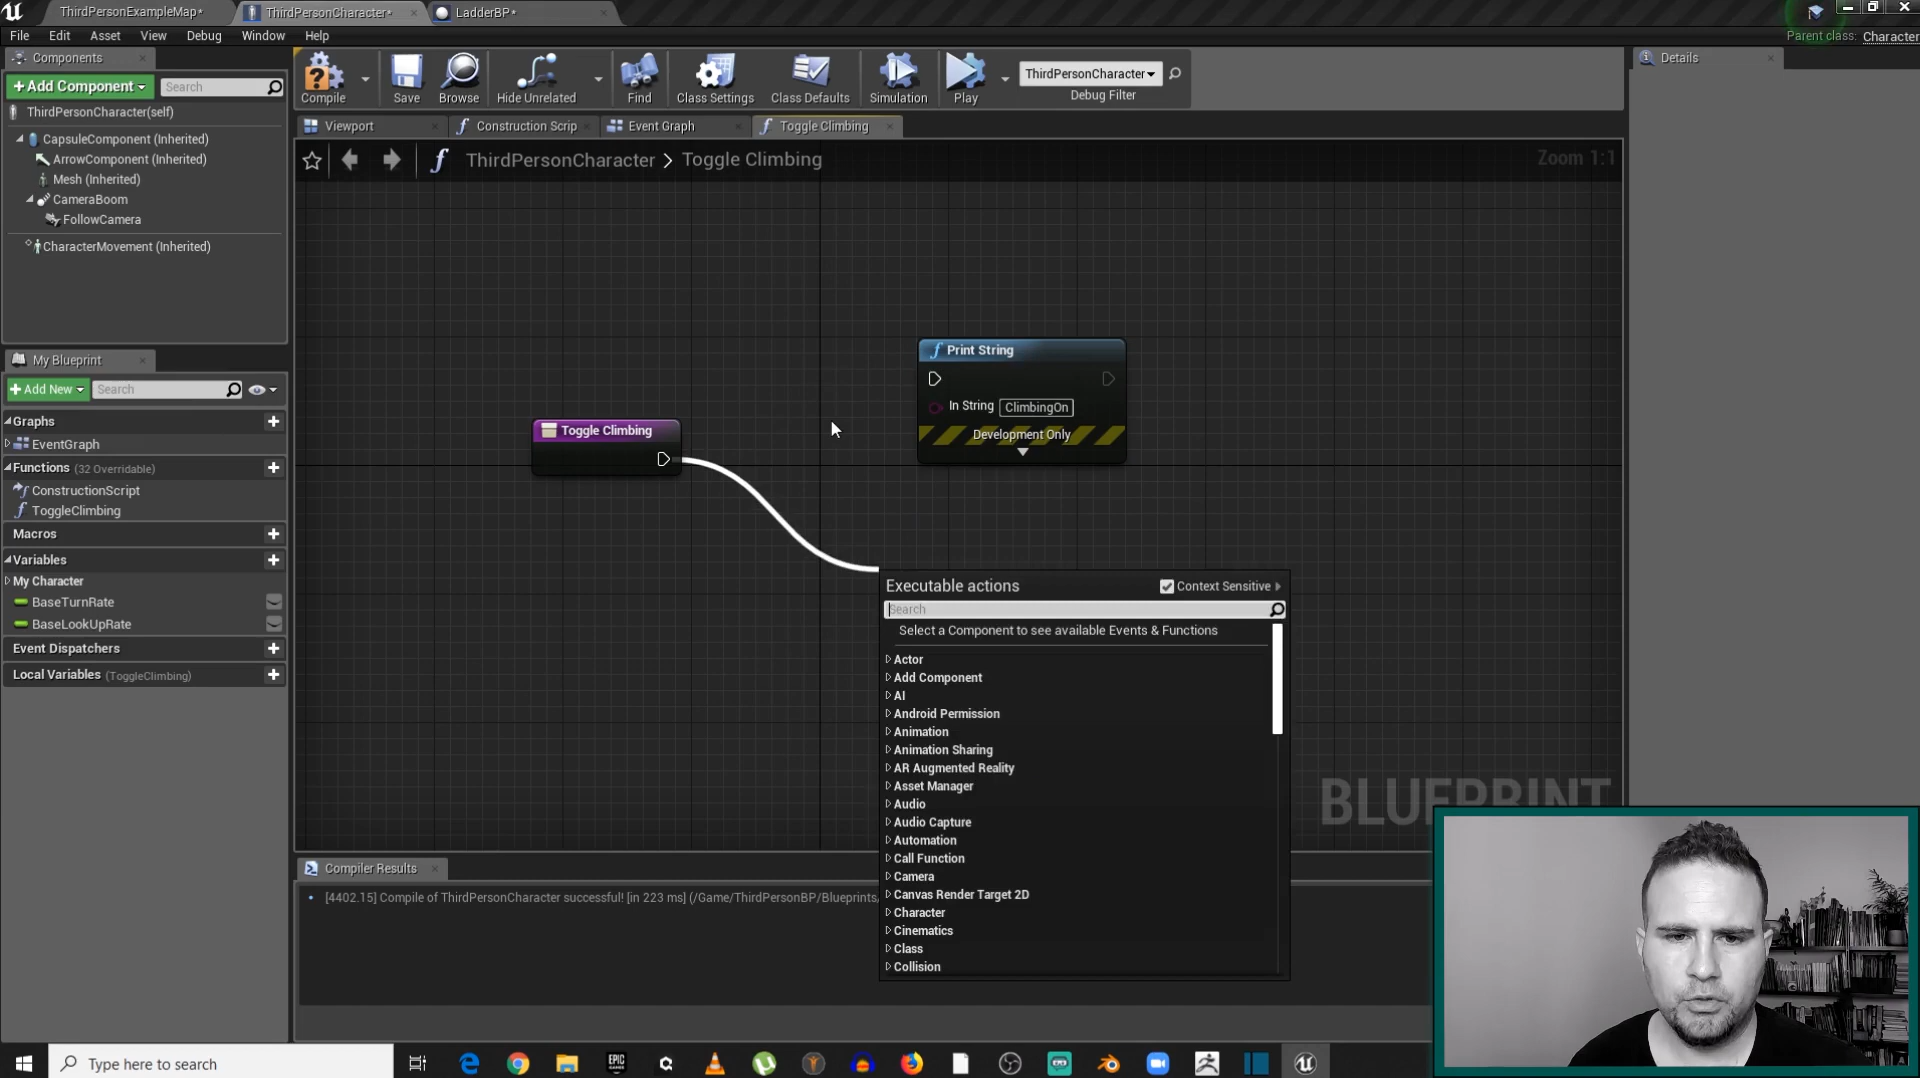 ThirdPersonExampleMap*
ThirdPersonCharacter*
LadderBP*
File Edit Asset View Debug Window Help
Parent class: Character
Components
+Add Component
Search
ThirdPersonCharacter(self)
CapsuleComponent (Inherited)
ArrowComponent (Inherited)
Mesh (Inherited)
CameraBoom
FollowCamera
CharacterMovement (Inherited)
Compile
Save
Browse
Hide Unrelated
Find
Class Settings
Class Defaults
Simulation
Play
ThirdPersonCharacter
Debug Filter
Details
Viewport
Construction Scrip
Event Graph
Toggle Climbing
ThirdPersonCharacter > Toggle Climbing
Zoom 1:1
My Blueprint
+Add New
Search
Graphs
EventGraph
Functions (32 Overridable)
ConstructionScript
ToggleClimbing
Macros
Variables
My Character
BaseTurnRate
BaseLookUpRate
Event Dispatchers
Local Variables (ToggleClimbing)
Toggle Climbing
Print String
In String ClimbingOn
Development Only
Executable actions
Context Sensitive
Search
Select a Component to see available Events & Functions
Actor
Add Component
AI
Android Permission
Animation
Animation Sharing
AR Augmented Reality
Asset Manager
Audio
Audio Capture
Automation
Call Function
Camera
Canvas Render Target 2D
Character
Cinematics
Class
Collision
BLUEPRINT
Compiler Results
[4402.15] Compile of ThirdPersonCharacter successful! [in 223 ms] (/Game/ThirdPersonBP/Blueprints/
Type here to search
EPIC
GAMES